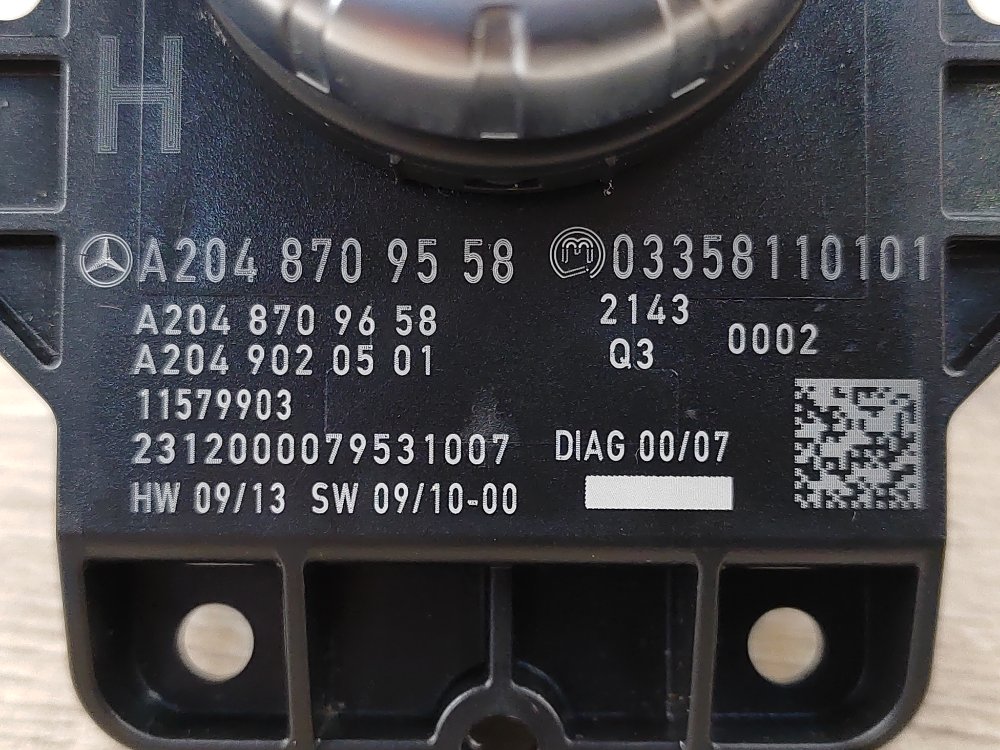 H
A204 870 95 58
A204 870 96 58
A204 902 05 01
11579903
2312000079531007
HW 09/13 SW 09/10-00
M 03358110101
2143
Q3 0002
DIAG 00/07